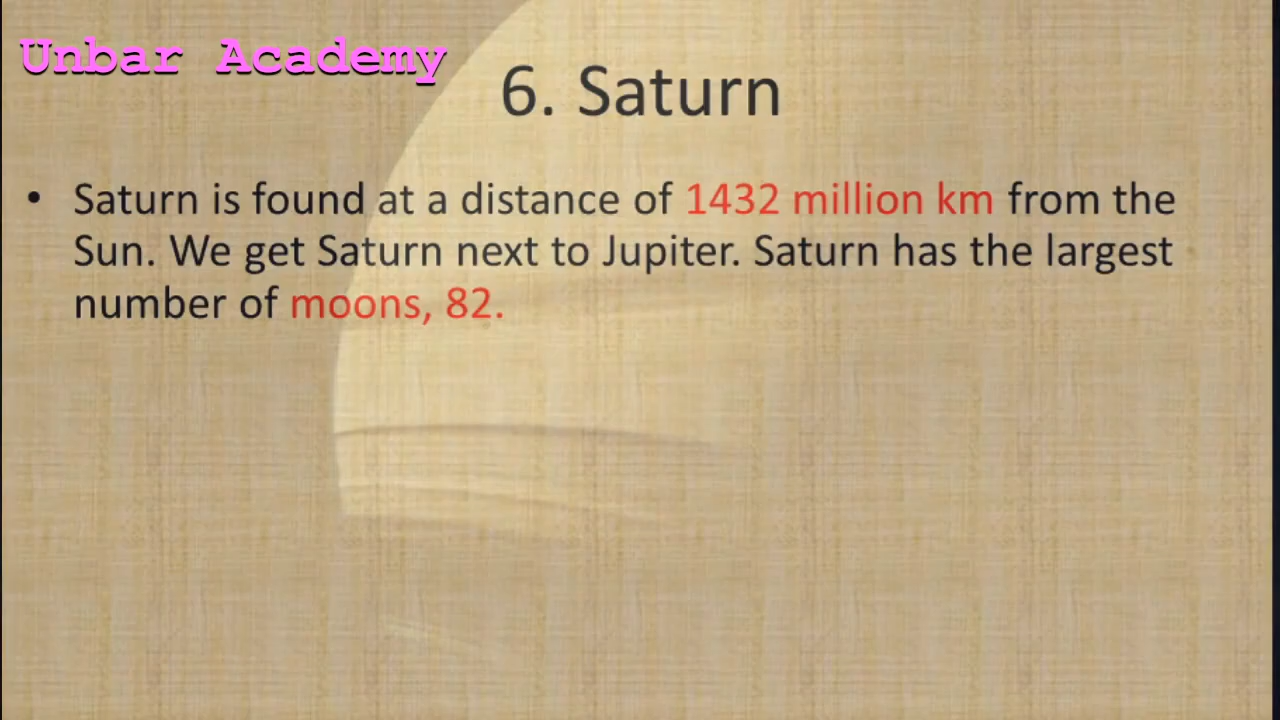 Unbar Academy
6. Saturn
• Saturn is found at a distance of 1432 million km from the
Sun. We get Saturn next to Jupiter. Saturn has the largest
number of moons, 82.